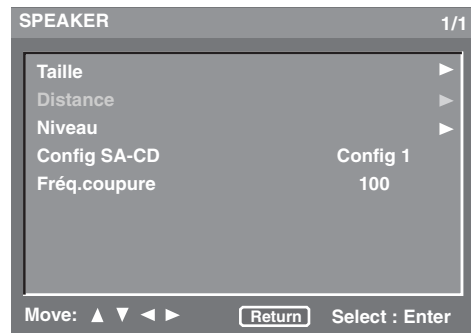 SPEAKER 1/1
Taille ►
Distance ►
Niveau ►
Config SA-CD Config 1
Fréq.coupure 100
Move: ▲ ▼ ◄ ► Return Select : Enter